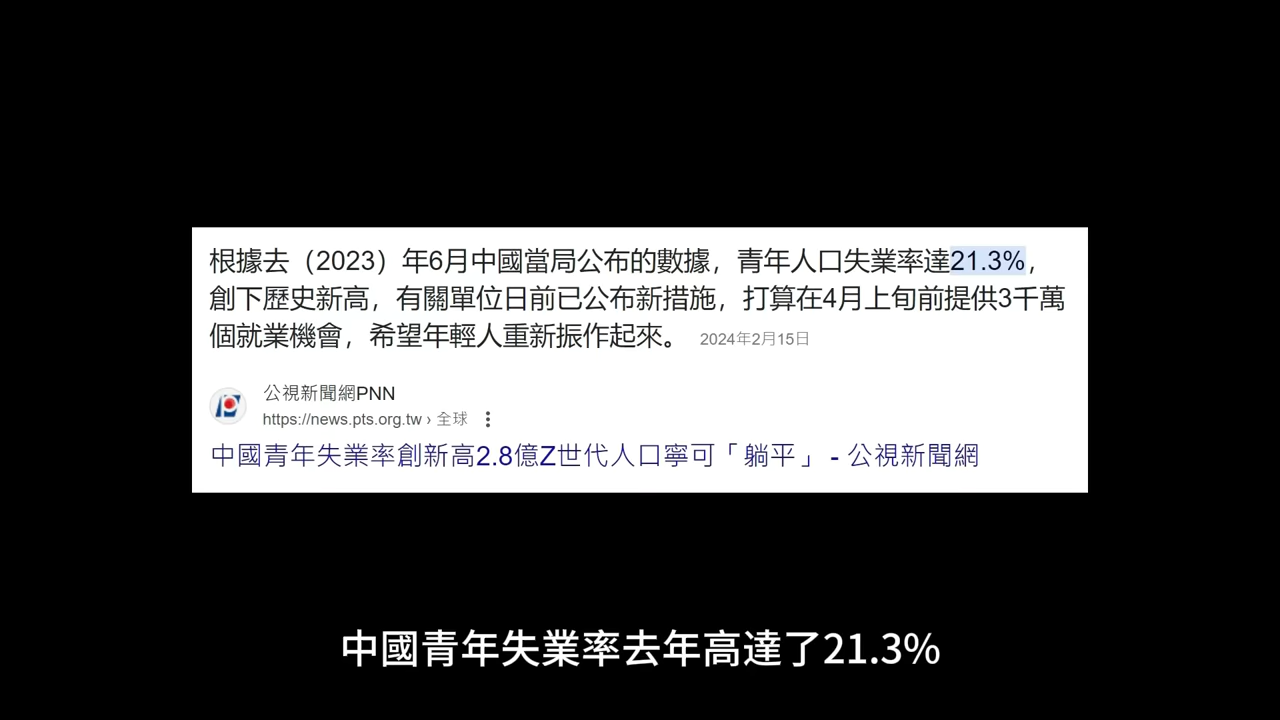 根據去（2023）年6月中國當局公布的數據，青年人口失業率達21.3%，
創下歷史新高，有關單位日前已公布新措施，打算在4月上旬前提供3千萬
個就業機會，希望年輕人重新振作起來。 2024年2月15日
公視新聞網PNN
https://news.pts.org.tw › 全球
中國青年失業率創新高2.8億Z世代人口寧可「躺平」 - 公視新聞網
中國青年失業率去年高達了21.3%